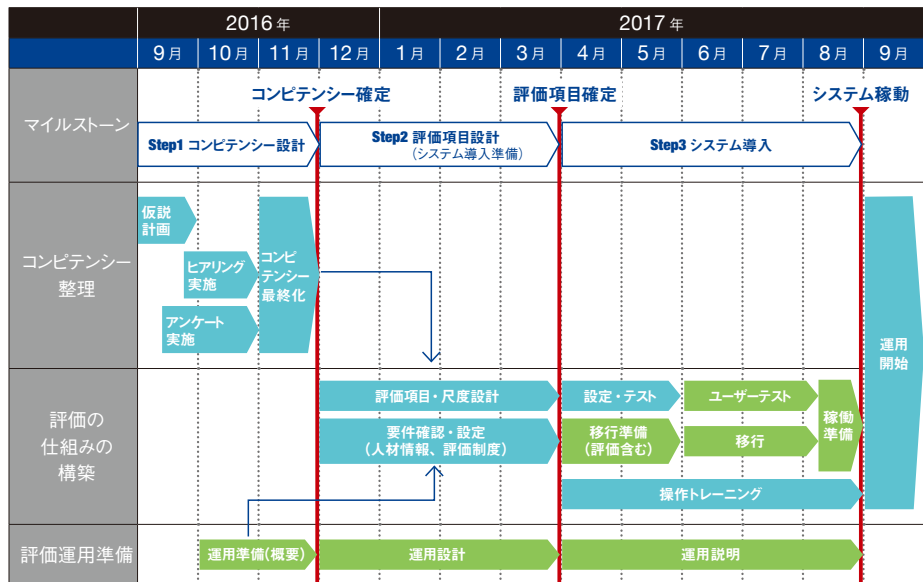 2016年
2017年
9月
10月
11月
12月
1月
2月
3月
4月
5月
6月
7月
8月
9月
コンピテンシー確定
評価項目確定
システム稼動
マイルストーン
Step1 コンピテンシー設計
Step2 評価項目設計
(システム導入準備)
Step3 システム導入
コンピテンシー
整理
仮説
計画
ヒアリング
実施
アンケート
実施
コンピ
テンシー
最終化
運用
開始
評価の
仕組みの
構築
評価項目・尺度設計
設定・テスト
ユーザーテスト
稼働
準備
要件確認・設定
(人材情報、評価制度)
移行準備
(評価含む)
移行
操作トレーニング
評価運用準備
運用準備(概要)
運用設計
運用説明